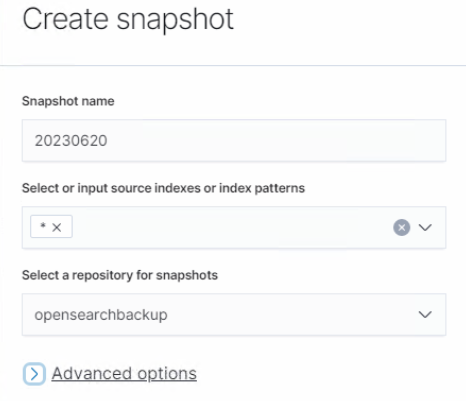 Create snapshot
Snapshot name
20230620
Select or input source indexes or index patterns
* ×
Select a repository for snapshots
opensearchbackup
Advanced options